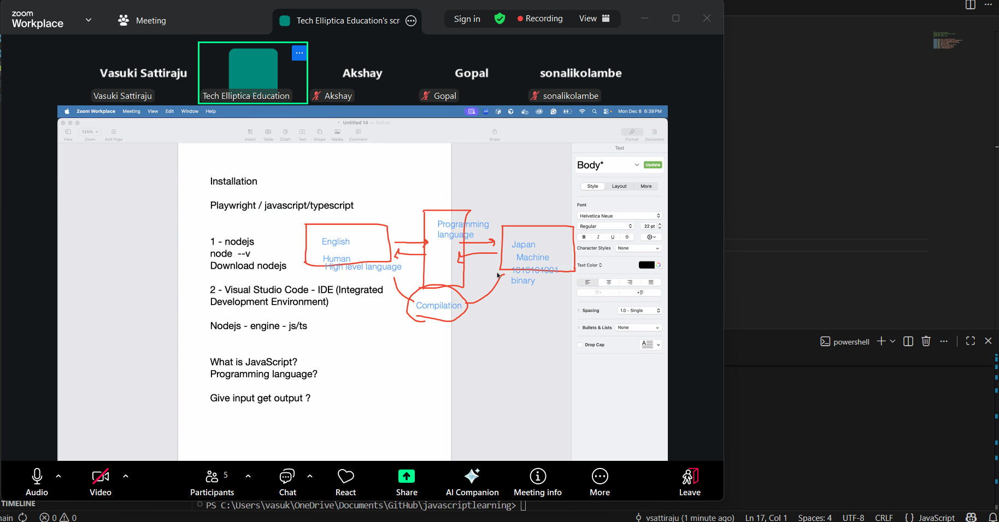 zoom
Workplace
Meeting
Tech Elliptica Education's scr
Sign in
Recording
View
Vasuki Sattiraju
Akshay
Gopal
sonalikolambe
Vasuki Sattiraju
Tech Elliptica Education
Akshay
Gopal
sonalikolambe
Zoom Workplace Meeting View Edit Window Help
Mon Dec 8 6:38 PM
Untitled 14 — Edited
125%
View Zoom Add Page Insert Table Chart Text Shape Media Comment Share Format Document
Text
Body*
Update
Style Layout More
Font
Helvetica Neue
Regular
22 pt
B I U S
Character Styles
None
Text Color
Spacing
1.0 - Single
Bullets & Lists
None
Drop Cap
Installation
Playwright / javascript/typescript
1 - nodejs
node --v
Download nodejs
2 - Visual Studio Code - IDE (Integrated
Development Environment)
Nodejs - engine - js/ts
What is JavaScript?
Programming language?
Give input get output ?
English
Human
High level language
Programming
language
Japan
Machine
1010101001
binary
Compilation
powershell
Audio
Video
Participants
5
Chat
React
Share
AI Companion
Meeting info
More
Leave
TIMELINE
PS C:\Users\vasuk\OneDrive\Documents\GitHub\javascriptlearning>
ain
0 0
vsattiraju (1 minute ago)
Ln 17, Col 1
Spaces: 4
UTF-8
CRLF
{ } JavaScript